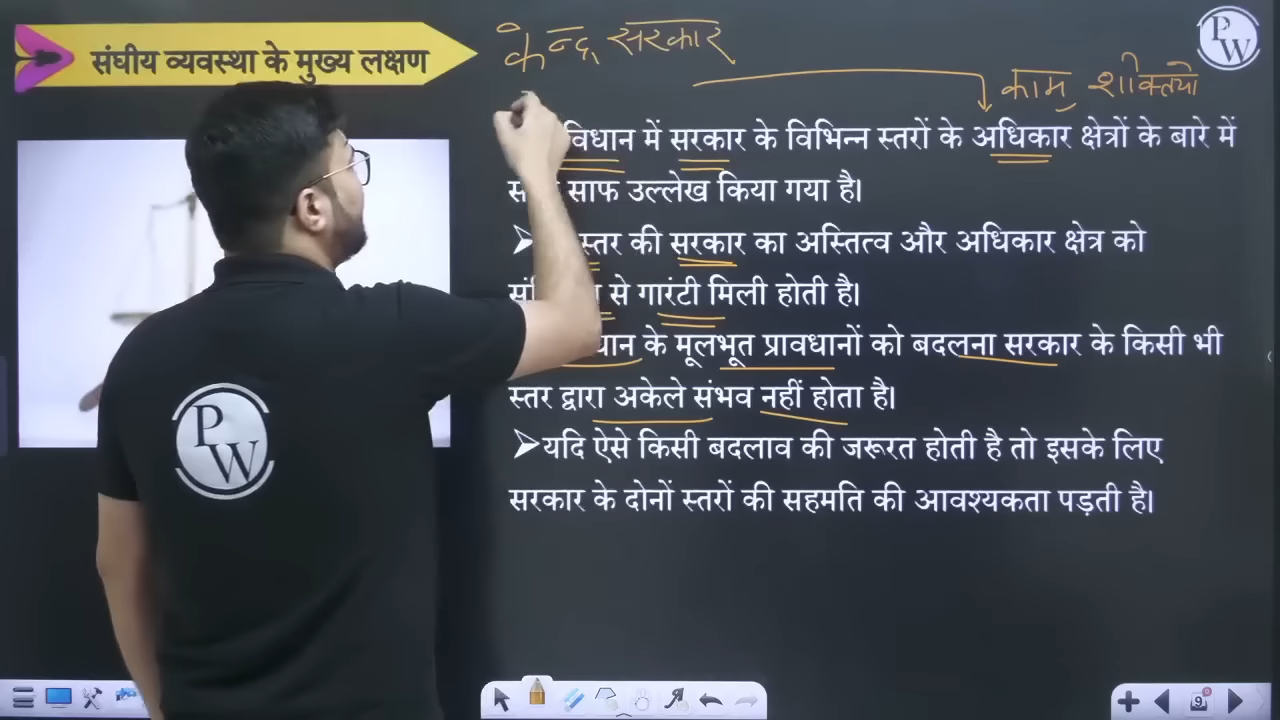 संघीय व्यवस्था के मुख्य लक्षण
केन्द्र सरकार
PW
काम, शक्तियो
विधान में सरकार के विभिन्न स्तरों के अधिकार क्षेत्रों के बारे में
साफ उल्लेख किया गया है।
स्तर की सरकार का अस्तित्व और अधिकार क्षेत्र को
से गारंटी मिली होती है।
के मूलभूत प्रावधानों को बदलना सरकार के किसी भी
स्तर द्वारा अकेले संभव नहीं होता है।
➢यदि ऐसे किसी बदलाव की जरूरत होती है तो इसके लिए
सरकार के दोनों स्तरों की सहमति की आवश्यकता पड़ती है।
PW
9